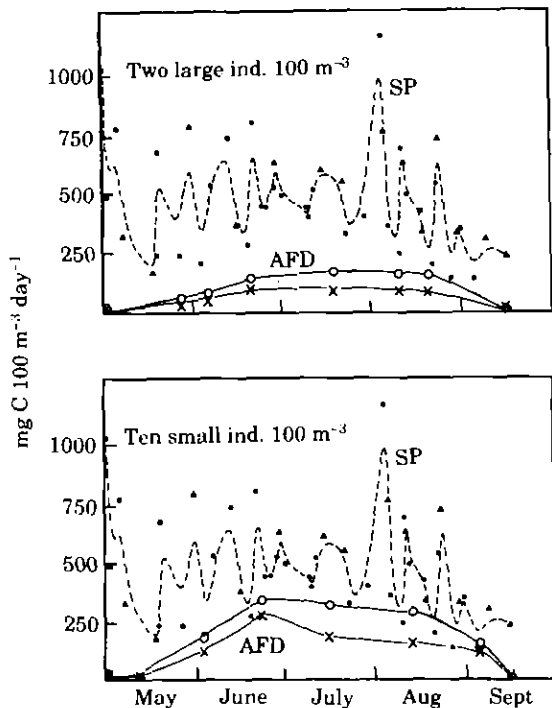 1000
750
500
250
Two large ind. 100 m⁻³
SP
AFD
mg C 100 m⁻³ day⁻¹
1000
750
500
250
Ten small ind. 100 m⁻³
SP
AFD
May June July Aug Sept